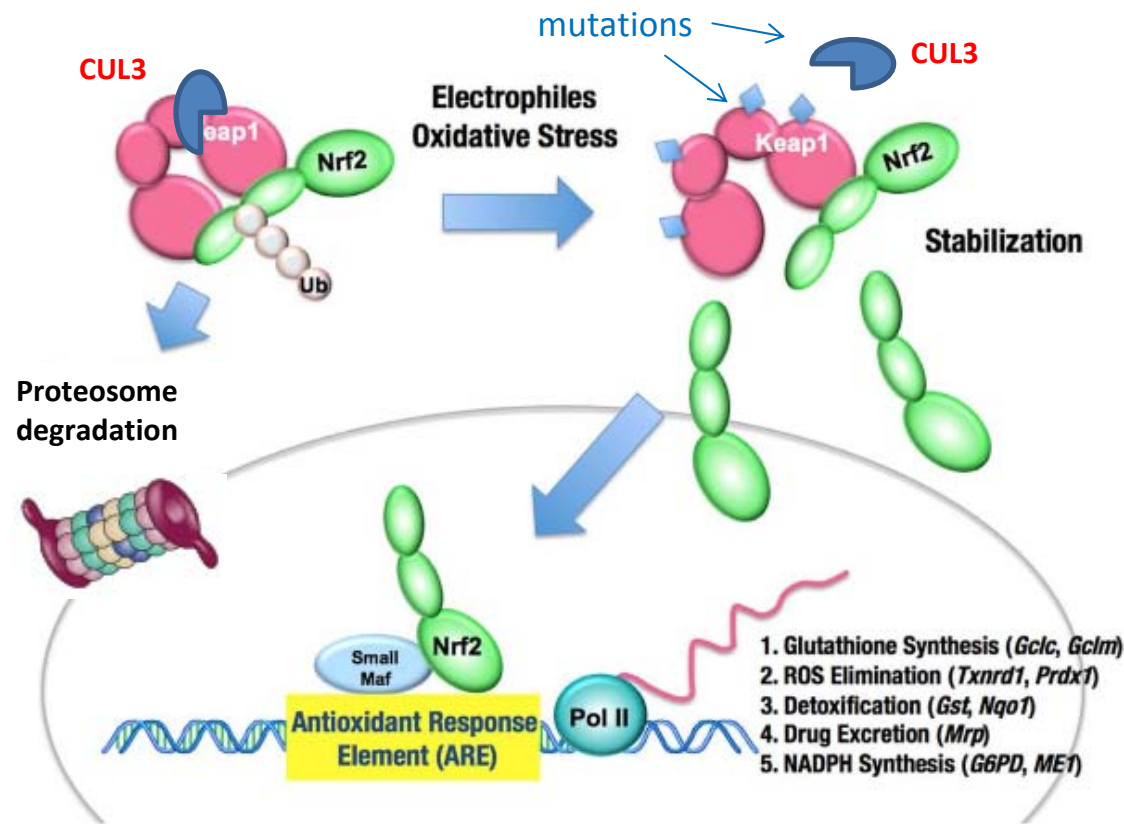 mutations
CUL3
CUL3
Electrophiles
Oxidative Stress
eap1
Nrf2
Keap1
Nrf2
Ub
Stabilization
Proteosome
degradation
Nrf2
Small
Maf
Antioxidant Response
Element (ARE)
Pol II
1. Glutathione Synthesis (Gclc, Gclm)
2. ROS Elimination (Txnrd1, Prdx1)
3. Detoxification (Gst, Nqo1)
4. Drug Excretion (Mrp)
5. NADPH Synthesis (G6PD, ME1)